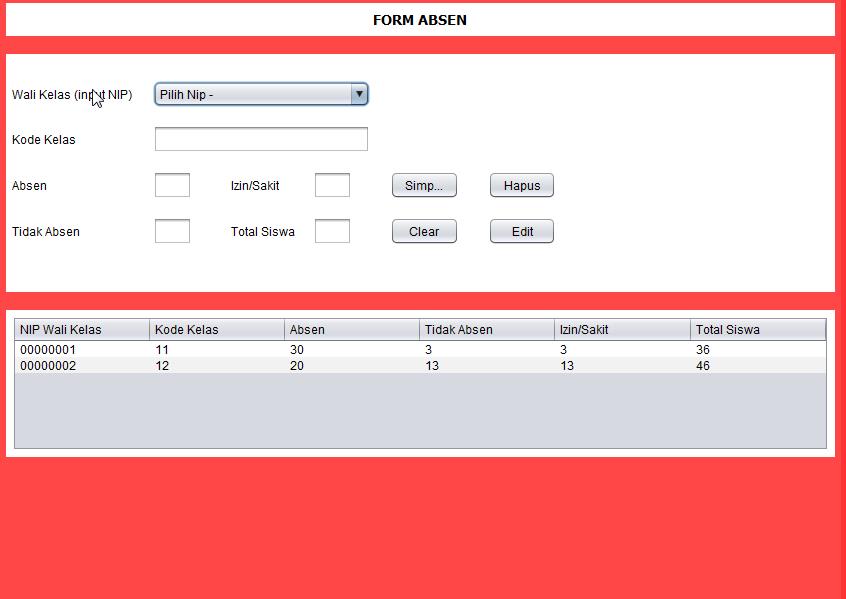 FORM ABSEN
Wali Kelas (input NIP) Pilih Nip -
Kode Kelas
Absen Izin/Sakit Simp... Hapus
Tidak Absen Total Siswa Clear Edit
NIP Wali Kelas Kode Kelas Absen Tidak Absen Izin/Sakit Total Siswa
00000001 11 30 3 3 36
00000002 12 20 13 13 46